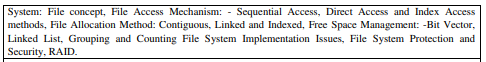 System: File concept, File Access Mechanism: - Sequential Access, Direct Access and Index Access
methods, File Allocation Method: Contiguous, Linked and Indexed, Free Space Management: -Bit Vector,
Linked List, Grouping and Counting File System Implementation Issues, File System Protection and
Security, RAID.